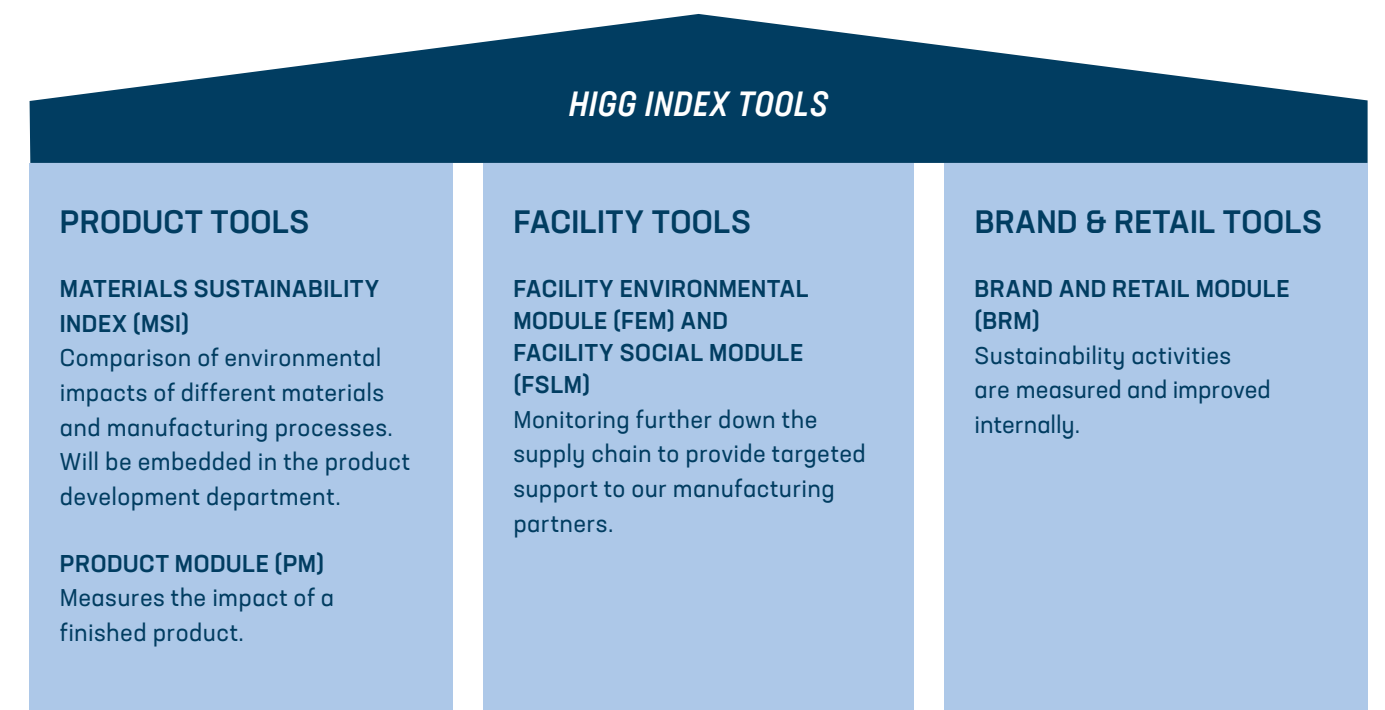 HIGG INDEX TOOLS
PRODUCT TOOLS
MATERIALS SUSTAINABILITY
INDEX (MSI)
Comparison of environmental
impacts of different materials
and manufacturing processes.
Will be embedded in the product
development department.
PRODUCT MODULE (PM)
Measures the impact of a
finished product.
FACILITY TOOLS
FACILITY ENVIRONMENTAL
MODULE (FEM) AND
FACILITY SOCIAL MODULE
(FSLM)
Monitoring further down the
supply chain to provide targeted
support to our manufacturing
partners.
BRAND & RETAIL TOOLS
BRAND AND RETAIL MODULE
(BRM)
Sustainability activities
are measured and improved
internally.